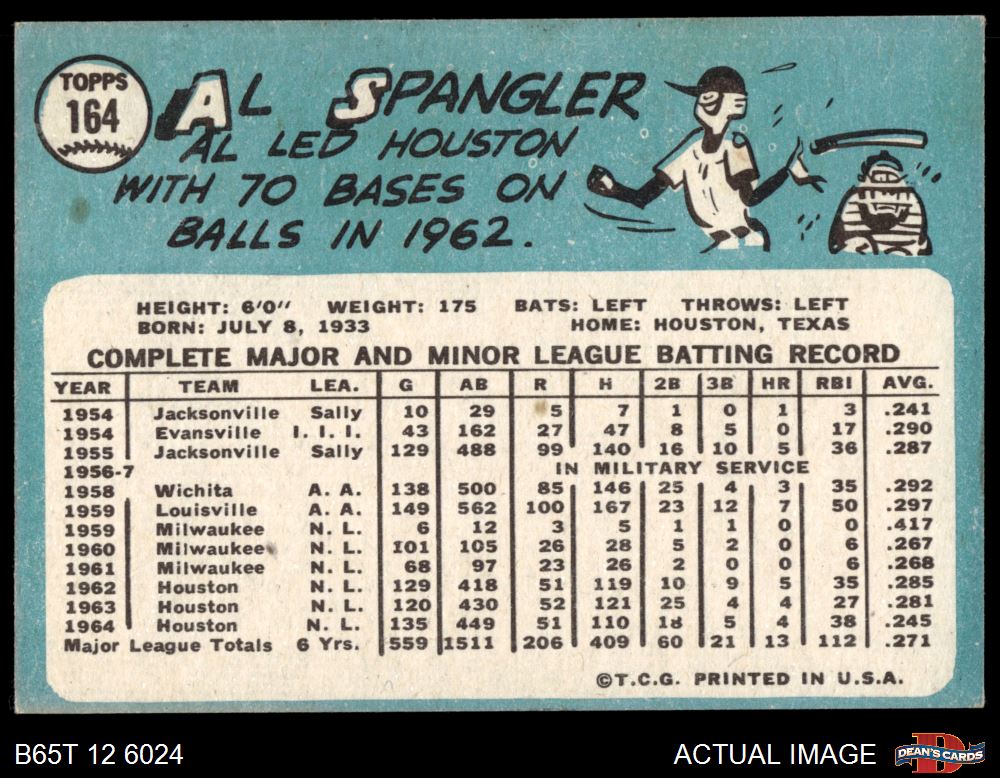 TOPPS
164
AL SPANGLER
AL LED HOUSTON
WITH 70 BASES ON
BALLS IN 1962.
HEIGHT: 6'0" WEIGHT: 175 BATS: LEFT THROWS: LEFT
BORN: JULY 8, 1933 HOME: HOUSTON, TEXAS
COMPLETE MAJOR AND MINOR LEAGUE BATTING RECORD
YEAR TEAM LEA. G AB R H 2B 3B HR RBI AVG.
1954 Jacksonville Sally 10 29 5 7 1 0 1 3 .241
1954 Evansville I. I. I. 43 162 27 47 8 5 0 17 .290
1955 Jacksonville Sally 129 488 99 140 16 10 5 36 .287
1956-7 IN MILITARY SERVICE
1958 Wichita A. A. 138 500 85 146 25 4 3 35 .292
1959 Louisville A. A. 149 562 100 167 23 12 7 50 .297
1959 Milwaukee N. L. 6 12 3 5 1 1 0 0 .417
1960 Milwaukee N. L. 101 105 26 28 5 2 0 6 .267
1961 Milwaukee N. L. 68 97 23 26 2 0 0 6 .268
1962 Houston N. L. 129 418 51 119 10 9 5 35 .285
1963 Houston N. L. 120 430 52 121 25 4 4 27 .281
1964 Houston N. L. 135 449 51 110 18 5 4 38 .245
Major League Totals 6 Yrs. 559 1511 206 409 60 21 13 112 .271
©T.C.G. PRINTED IN U.S.A.
B65T 12 6024 ACTUAL IMAGE DEAN'S CARDS